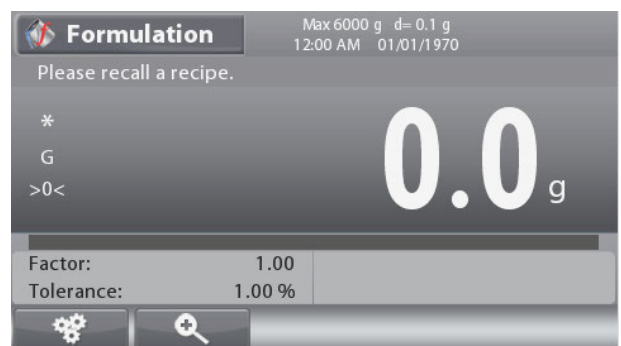 Formulation
Max 6000 g d= 0.1 g
12:00 AM 01/01/1970
Please recall a recipe.
*
G
>0<
0.0 g
Factor: 1.00
Tolerance: 1.00 %